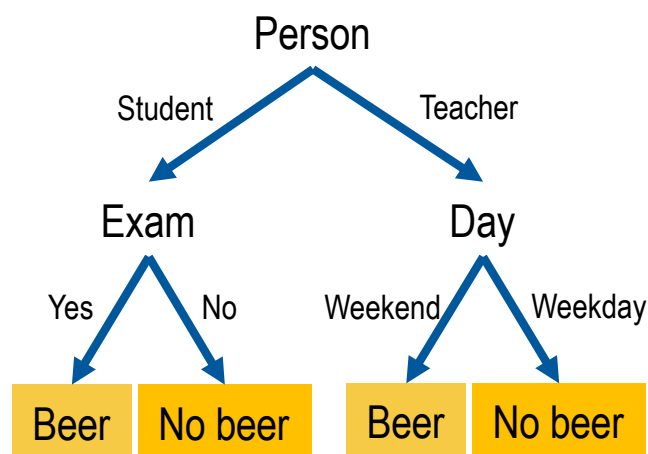 Person
Student
Teacher
Exam
Day
Yes
No
Weekend
Weekday
Beer
No beer
Beer
No beer